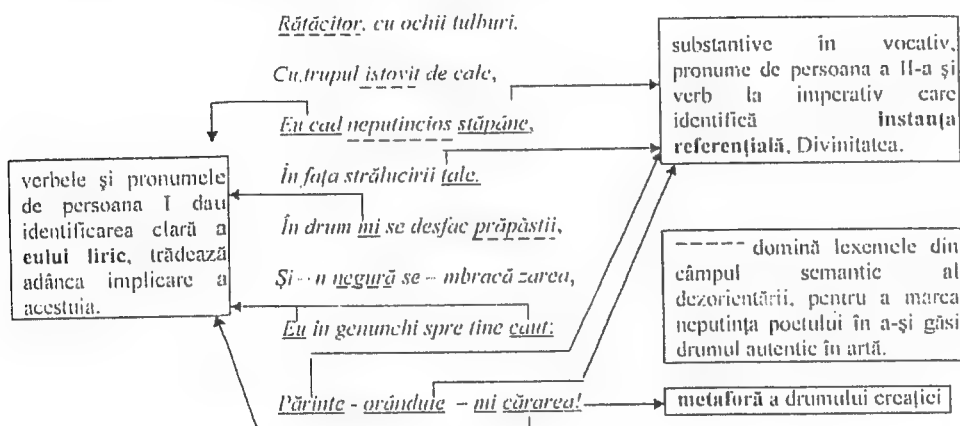 Rătăcitor, cu ochii tulburi.
Cu trupul istovit de cale,
Eu cad neputincios stăpâne,
În fața strălucirii tale.
În drum mi se desfac prăpăstii,
Și - n negură se - mbracă zarea,
Eu în genunchi spre tine caut:
Părinte - orânduie - mi cărarea!
verbele și pronumele
de persoana I dau
identificarea clară a
eului liric, trădează
adânca implicare a
acestuia.
substantive în vocativ,
pronume de persoana a II-a și
verb la imperativ care
identifică instanța
referențială, Divinitatea.
------ domină lexemele din
câmpul semantic al
dezorientării, pentru a marca
neputința poetului în a-și găsi
drumul autentic în artă.
metaforă a drumului creației